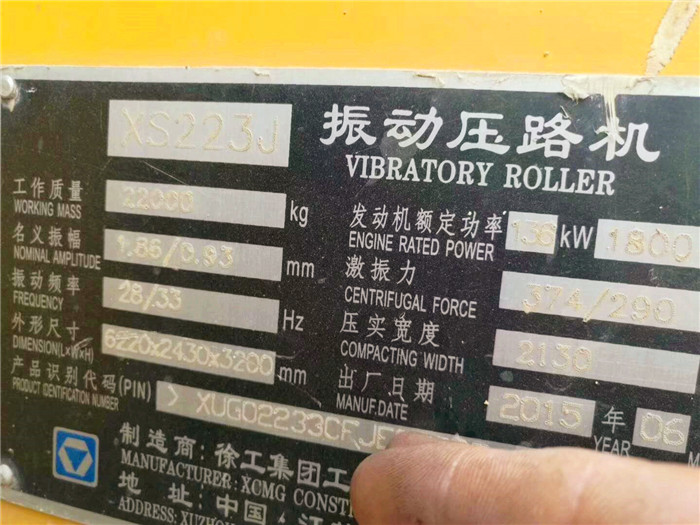 XS223J 振动压路机
VIBRATORY ROLLER
工作质量 22000 kg
WORKING MASS
发动机额定功率 136 kW 1800
ENGINE RATED POWER
名义振幅 1.86/0.93 mm
NOMINAL AMPLITUDE
激振力 374/290
CENTRIFUGAL FORCE
振动频率 28/33 Hz
FREQUENCY
压实宽度 2130
COMPACTING WIDTH
外形尺寸 6220x2430x3200 mm
DIMENSION(L×W×H)
出厂日期 2015 年 06
MANUF.DATE YEAR M
产品识别代码(PIN) XUG02233CFJE
PRODUCT IDENTIFICATION NUMBER
制造商:徐工集团工
MANUFACTURER: XCMG CONST
地 址:中国·江
ADDRESS: XUZHO